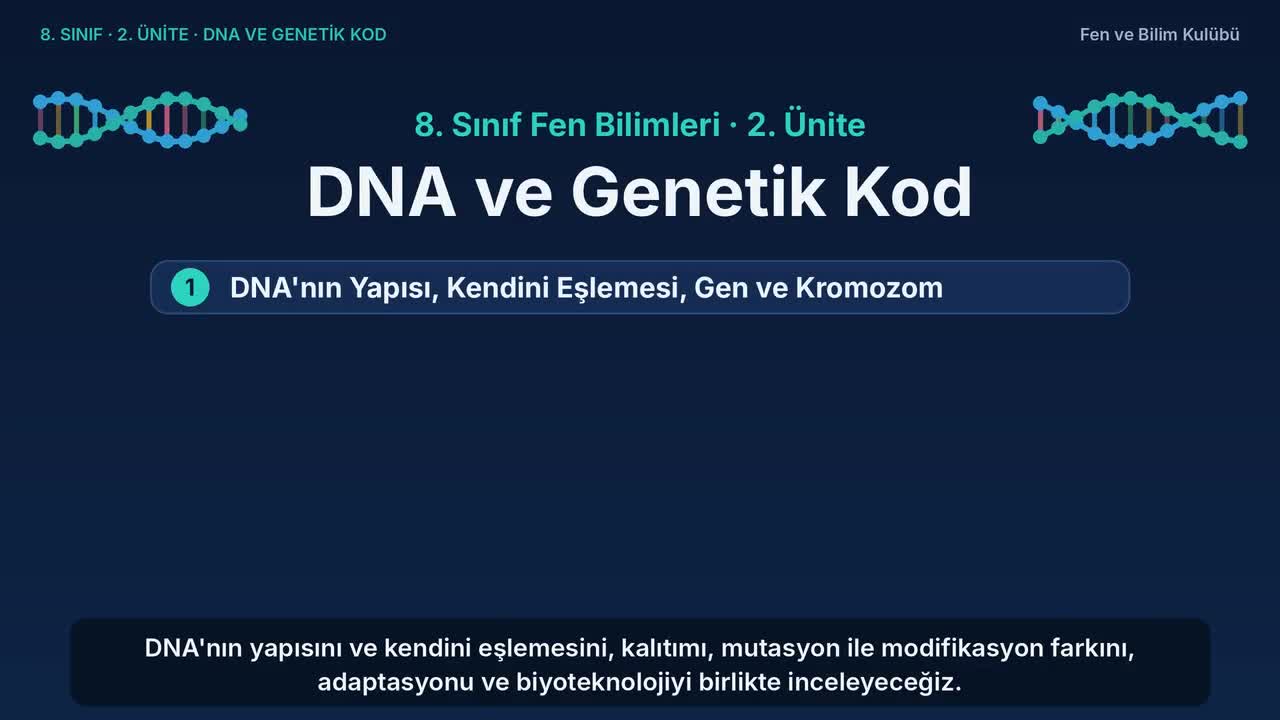 8. SINIF · 2. ÜNİTE · DNA VE GENETİK KOD
Fen ve Bilim Kulübü
8. Sınıf Fen Bilimleri · 2. Ünite
DNA ve Genetik Kod
1 DNA'nın Yapısı, Kendini Eşlemesi, Gen ve Kromozom
DNA'nın yapısını ve kendini eşlemesini, kalıtımı, mutasyon ile modifikasyon farkını,
adaptasyonu ve biyoteknolojiyi birlikte inceleyeceğiz.